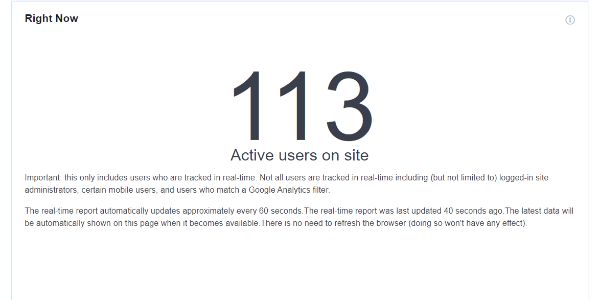 Right Now
113
Active users on site
Important: this only includes users who are tracked in real-time. Not all users are tracked in real-time including (but not limited to) logged-in site
administrators, certain mobile users, and users who match a Google Analytics filter.
The real-time report automatically updates approximately every 60 seconds.The real-time report was last updated 40 seconds ago.The latest data will
be automatically shown on this page when it becomes available.There is no need to refresh the browser (doing so won't have any effect).